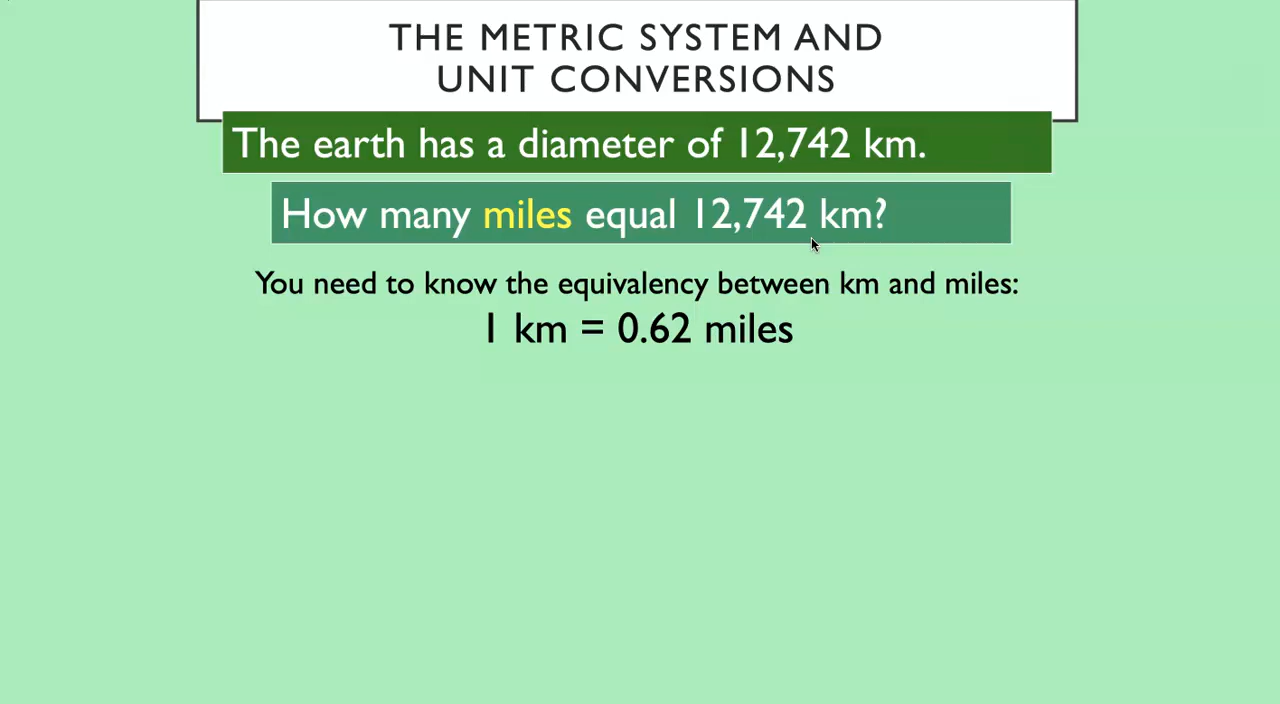 THE METRIC SYSTEM AND
UNIT CONVERSIONS
The earth has a diameter of 12,742 km.
How many miles equal 12,742 km?
You need to know the equivalency between km and miles:
1 km = 0.62 miles